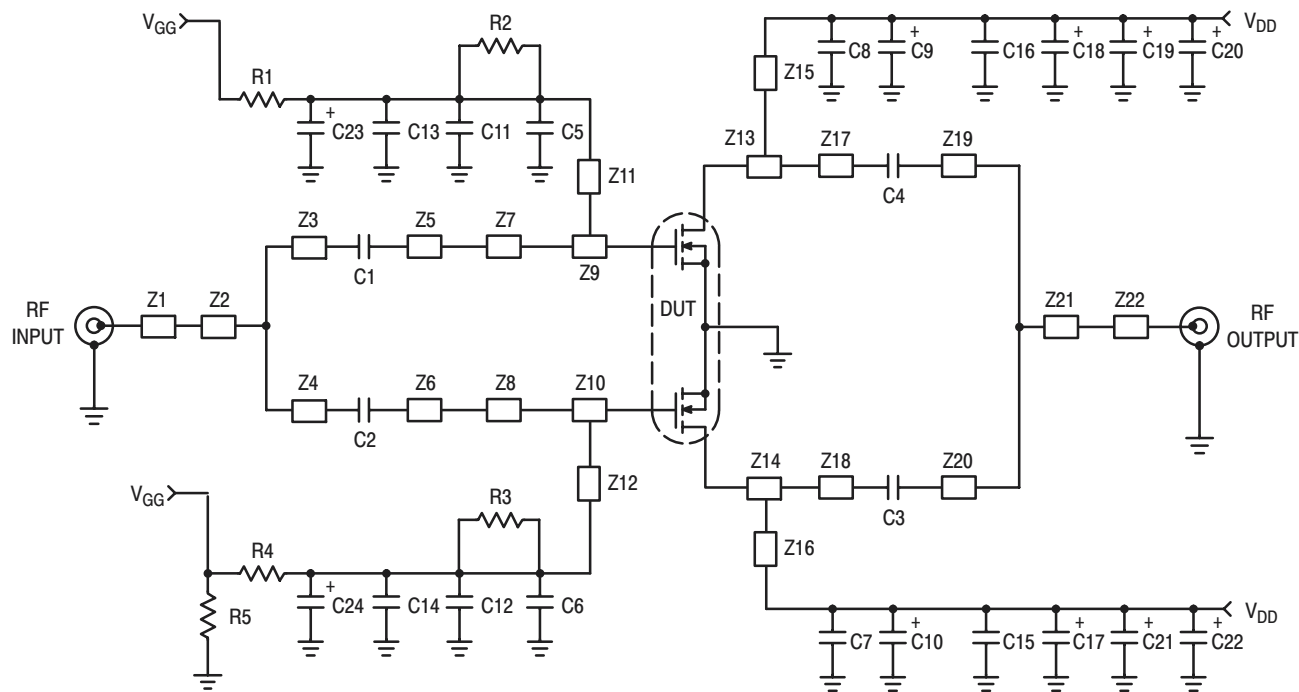 VGG
R1
R2
+
C23
C13
C11
C5
Z11
Z15
C8
+
C9
C16
+
C18
+
C19
+
C20
VDD
Z13
Z17
C4
Z19
Z3
C1
Z5
Z7
Z9
RF
INPUT
Z1
Z2
DUT
Z21
Z22
RF
OUTPUT
Z4
C2
Z6
Z8
Z10
Z12
Z14
Z18
C3
Z20
Z16
VGG
R4
R5
R3
+
C24
C14
C12
C6
C7
+
C10
C15
+
C17
+
C21
+
C22
VDD